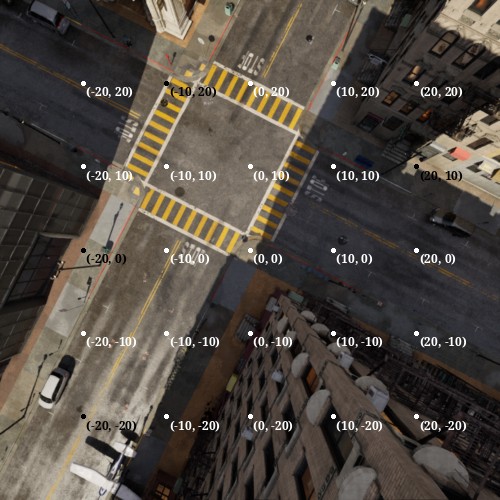 STOP
(-20, 20) (-10, 20) (0, 20) (10, 20) (20, 20)
STOP
(-20, 10) (-10, 10) (0, 10) (10, 10) (20, 10)
STOP
(-20, 0) (-10, 0) (0, 0) (10, 0) (20, 0)
STOP
(-20, -10) (-10, -10) (0, -10) (10, -10) (20, -10)
(-20, -20) (-10, -20) (0, -20) (10, -20) (20, -20)